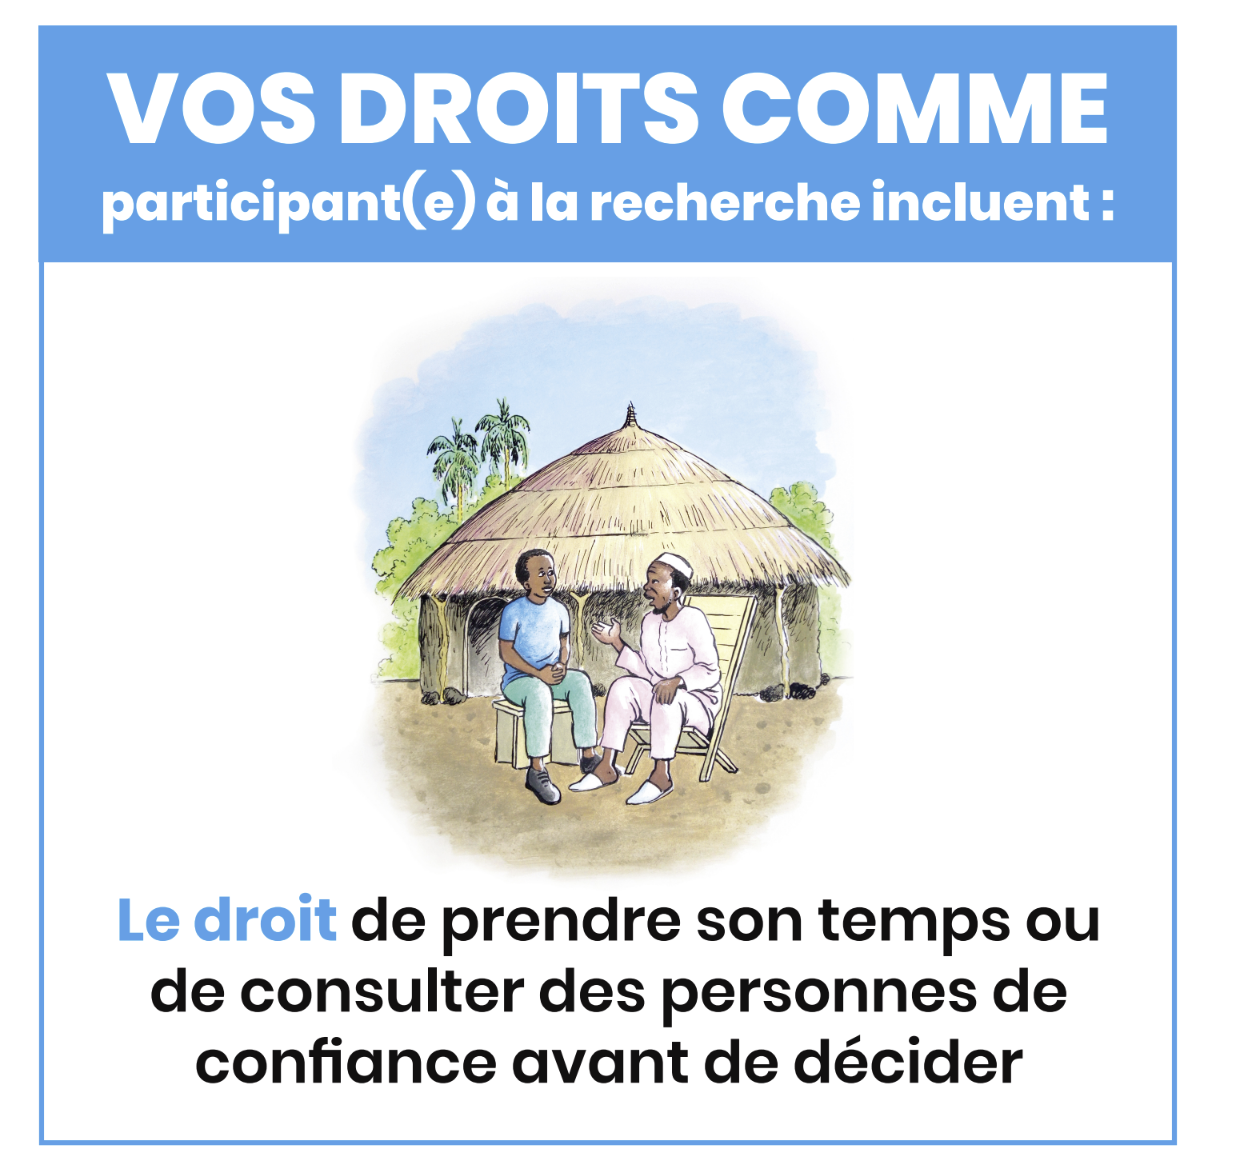 VOS DROITS COMME
participant(e) à la recherche incluent :
Le droit de prendre son temps ou
de consulter des personnes de
confiance avant de décider